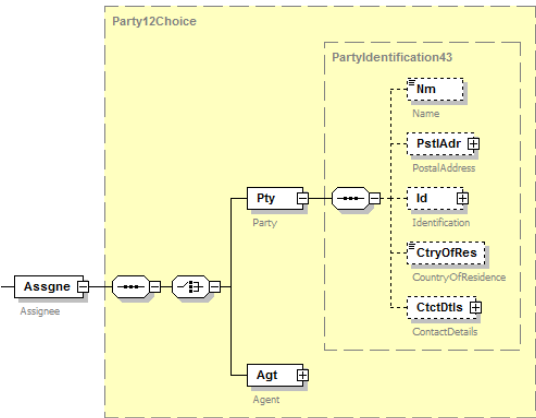 Party12Choice
PartyIdentification43
Nm
Name
PstlAdr
PostalAddress
Pty
Party
Id
Identification
CtryOfRes
CountryOfResidence
Assgne
Assignee
CtctDtls
ContactDetails
Agt
Agent